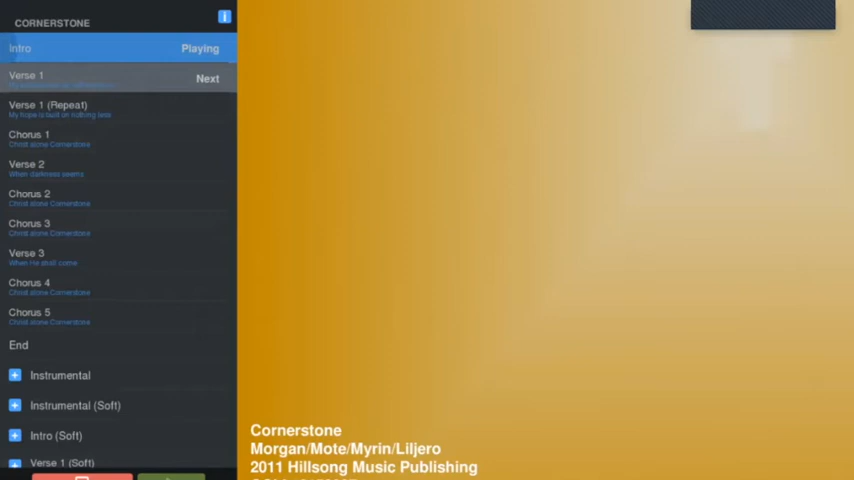 CORNERSTONE
i
Intro
Playing
Verse 1
Next
Verse 1 (Repeat)
My hope is built on nothing less
Chorus 1
Christ alone Cornerstone
Verse 2
When darkness seems
Chorus 2
Christ alone Cornerstone
Chorus 3
Christ alone Cornerstone
Verse 3
When He shall come
Chorus 4
Christ alone Cornerstone
Chorus 5
Christ alone Cornerstone
End
Instrumental
Instrumental (Soft)
Intro (Soft)
Verse 1 (Soft)
Cornerstone
Morgan/Mote/Myrin/Liljero
2011 Hillsong Music Publishing